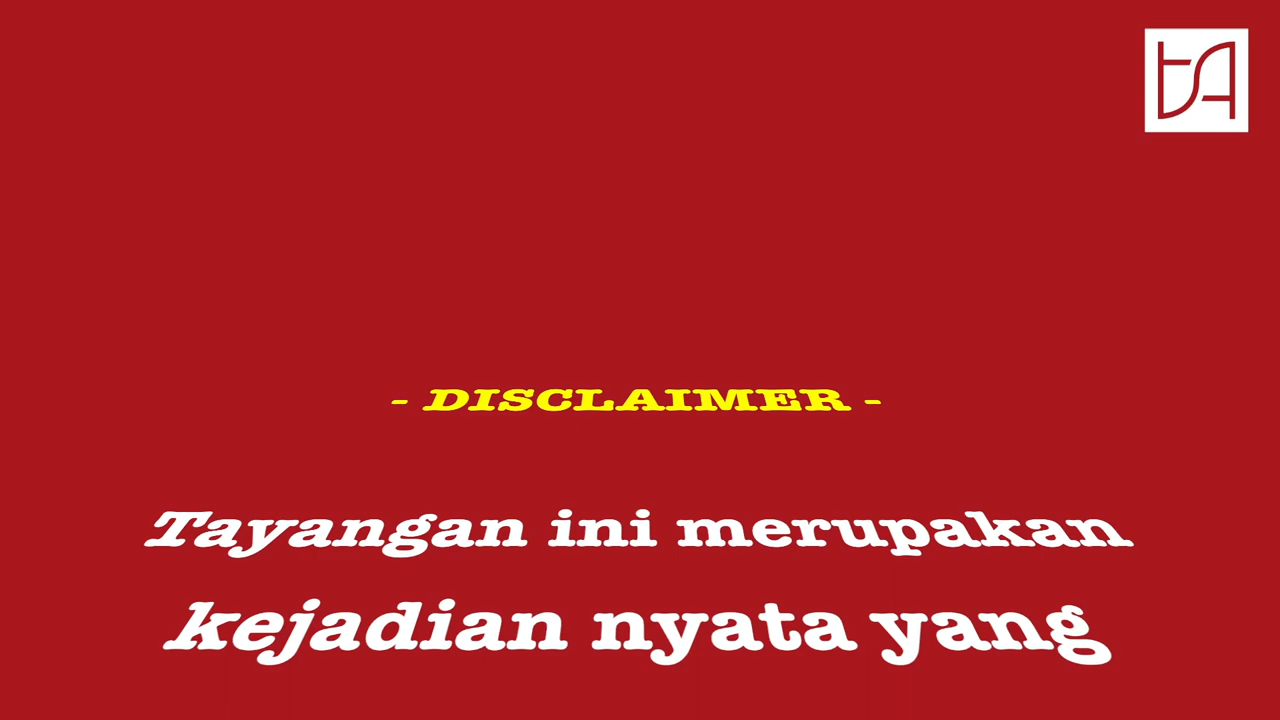 - DISCLAIMER -
Tayangan ini merupakan
kejadian nyata yang